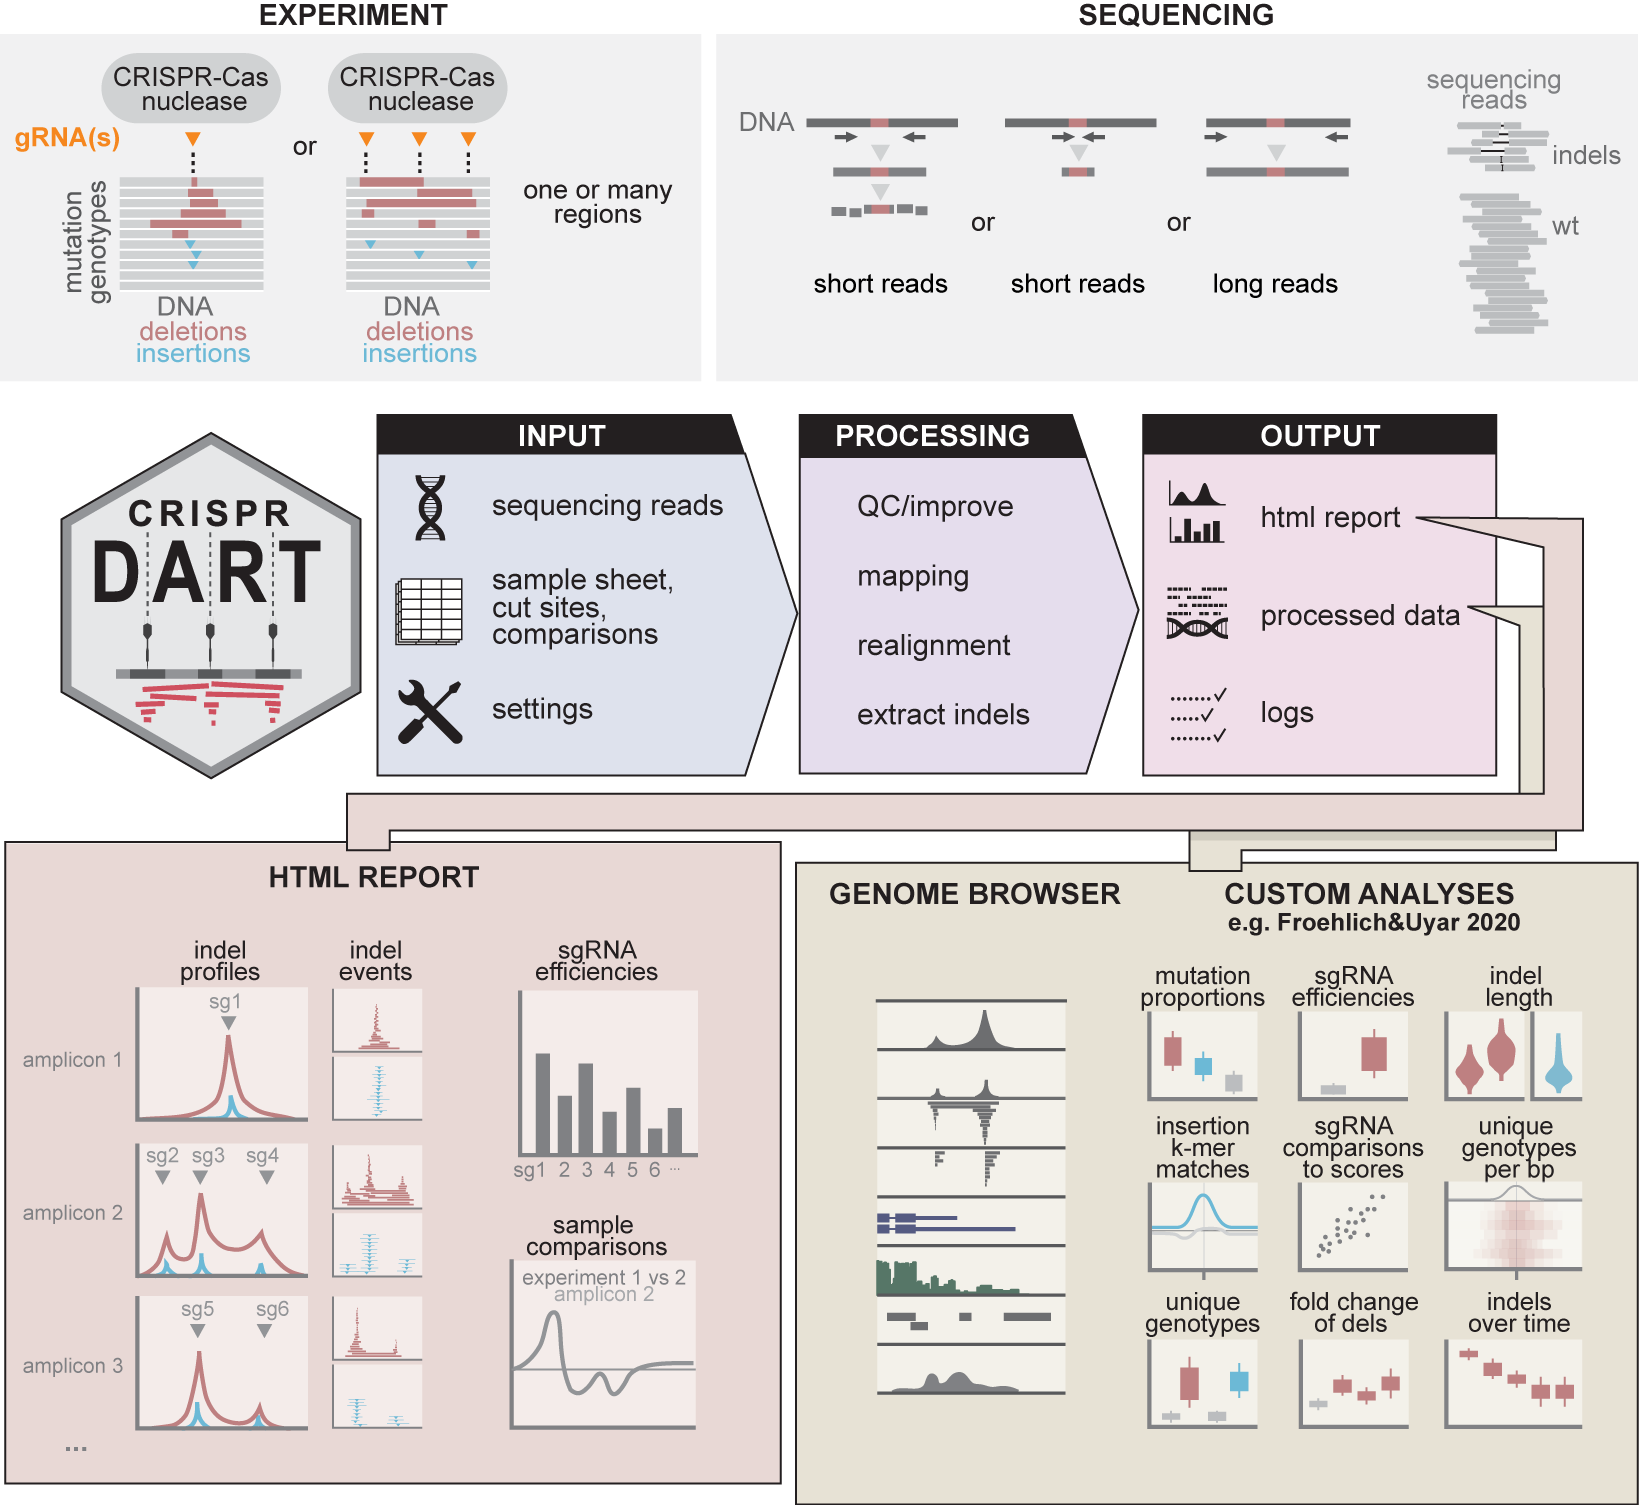 EXPERIMENT
CRISPR-Cas
nuclease
CRISPR-Cas
nuclease
gRNA(s)
or
mutation
genotypes
one or many
regions
DNA
deletions
insertions
DNA
deletions
insertions
SEQUENCING
DNA
or
or
short reads
short reads
long reads
sequencing
reads
indels
wt
CRISPR
DART
INPUT
sequencing reads
sample sheet,
cut sites,
comparisons
settings
PROCESSING
QC/improve
mapping
realignment
extract indels
OUTPUT
html report
processed data
logs
HTML REPORT
indel
profiles
indel
events
sgRNA
efficiencies
amplicon 1
sg1
amplicon 2
sg2
sg3
sg4
amplicon 3
sg5
sg6
...
sg1 2 3 4 5 6 ...
sample
comparisons
experiment 1 vs 2
amplicon 2
GENOME BROWSER
CUSTOM ANALYSES
e.g. Froehlich&Uyar 2020
mutation
proportions
sgRNA
efficiencies
indel
length
insertion
k-mer
matches
sgRNA
comparisons
to scores
unique
genotypes
per bp
unique
genotypes
fold change
of dels
indels
over time